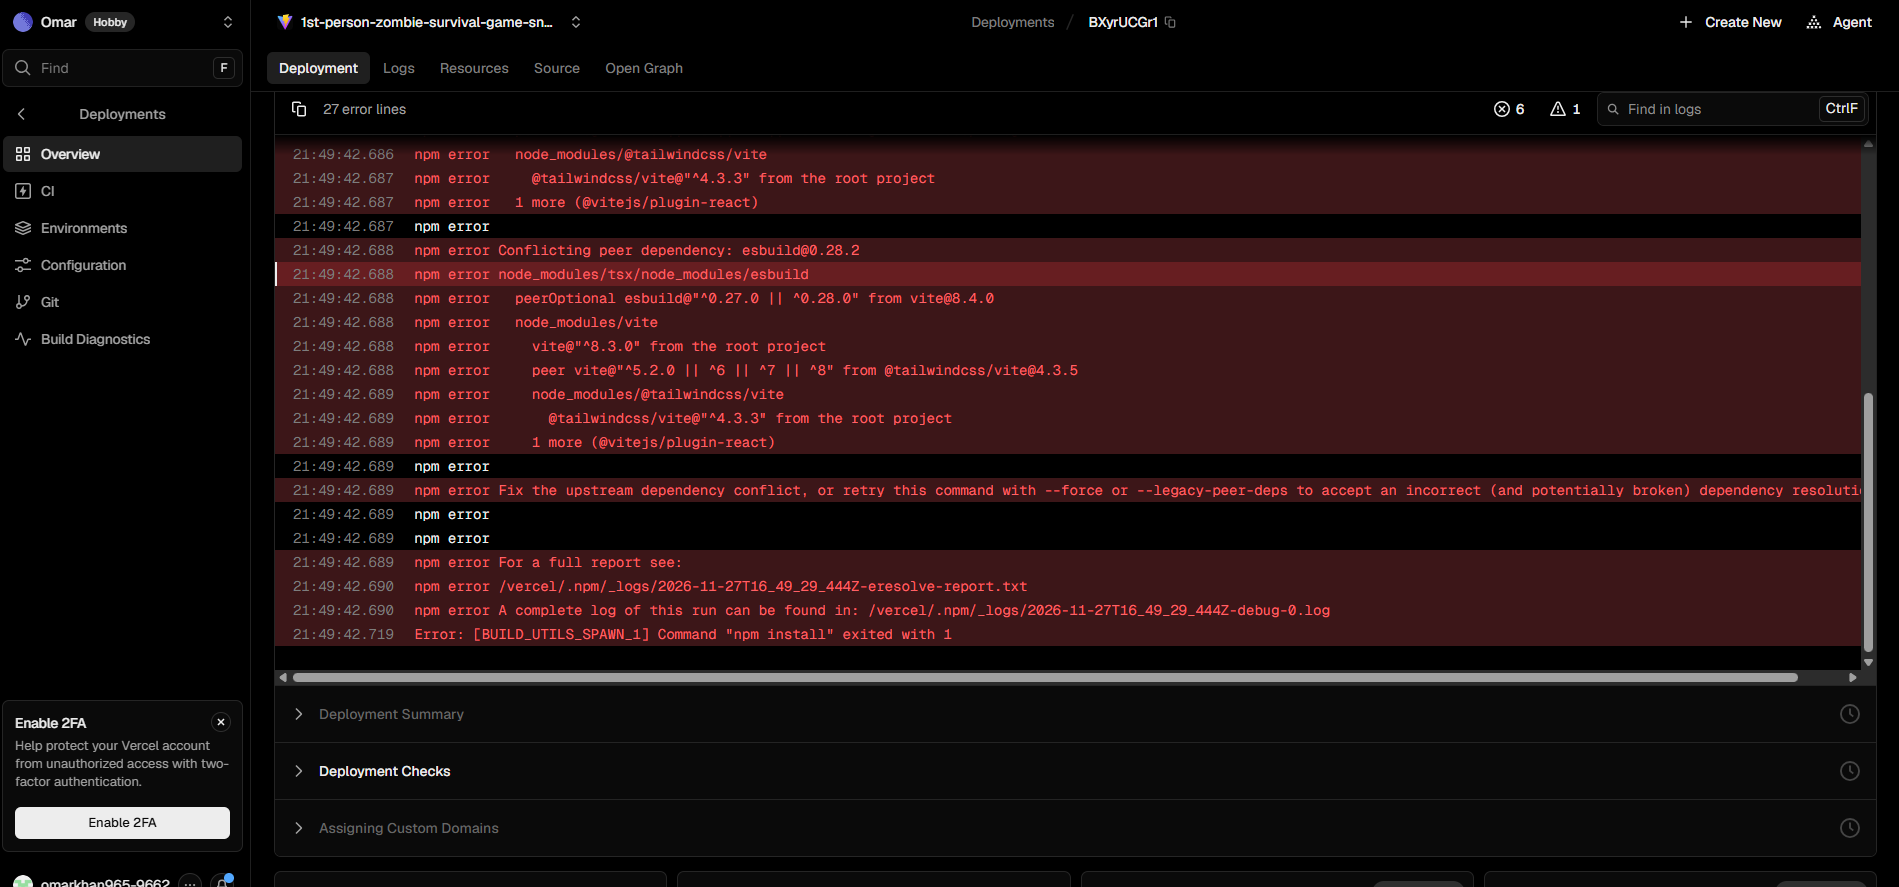 Omar Hobby
1st-person-zombie-survival-game-sn...
Deployments / BXyrUCGr1
Create New
Agent
Find F
Deployment Logs Resources Source Open Graph
Deployments
Overview
CI
Environments
Configuration
Git
Build Diagnostics
27 error lines
6
1
Find in logs CtrlF
21:49:42.686 npm error   node_modules/@tailwindcss/vite
21:49:42.687 npm error     @tailwindcss/vite@"^4.3.3" from the root project
21:49:42.687 npm error   1 more (@vitejs/plugin-react)
21:49:42.687 npm error
21:49:42.688 npm error Conflicting peer dependency: esbuild@0.28.2
21:49:42.688 npm error node_modules/tsx/node_modules/esbuild
21:49:42.688 npm error   peerOptional esbuild@"^0.27.0 || ^0.28.0" from vite@8.4.0
21:49:42.688 npm error   node_modules/vite
21:49:42.688 npm error     vite@"^8.3.0" from the root project
21:49:42.688 npm error     peer vite@"^5.2.0 || ^6 || ^7 || ^8" from @tailwindcss/vite@4.3.5
21:49:42.689 npm error     node_modules/@tailwindcss/vite
21:49:42.689 npm error       @tailwindcss/vite@"^4.3.3" from the root project
21:49:42.689 npm error     1 more (@vitejs/plugin-react)
21:49:42.689 npm error
21:49:42.689 npm error Fix the upstream dependency conflict, or retry this command with --force or --legacy-peer-deps to accept an incorrect (and potentially broken) dependency resoluti
21:49:42.689 npm error
21:49:42.689 npm error
21:49:42.689 npm error For a full report see:
21:49:42.690 npm error /vercel/.npm/_logs/2026-11-27T16_49_29_444Z-eresolve-report.txt
21:49:42.690 npm error A complete log of this run can be found in: /vercel/.npm/_logs/2026-11-27T16_49_29_444Z-debug-0.log
21:49:42.719 Error: [BUILD_UTILS_SPAWN_1] Command "npm install" exited with 1
Deployment Summary
Deployment Checks
Assigning Custom Domains
Enable 2FA
Help protect your Vercel account
from unauthorized access with two-
factor authentication.
Enable 2FA
omarkhan965-9662